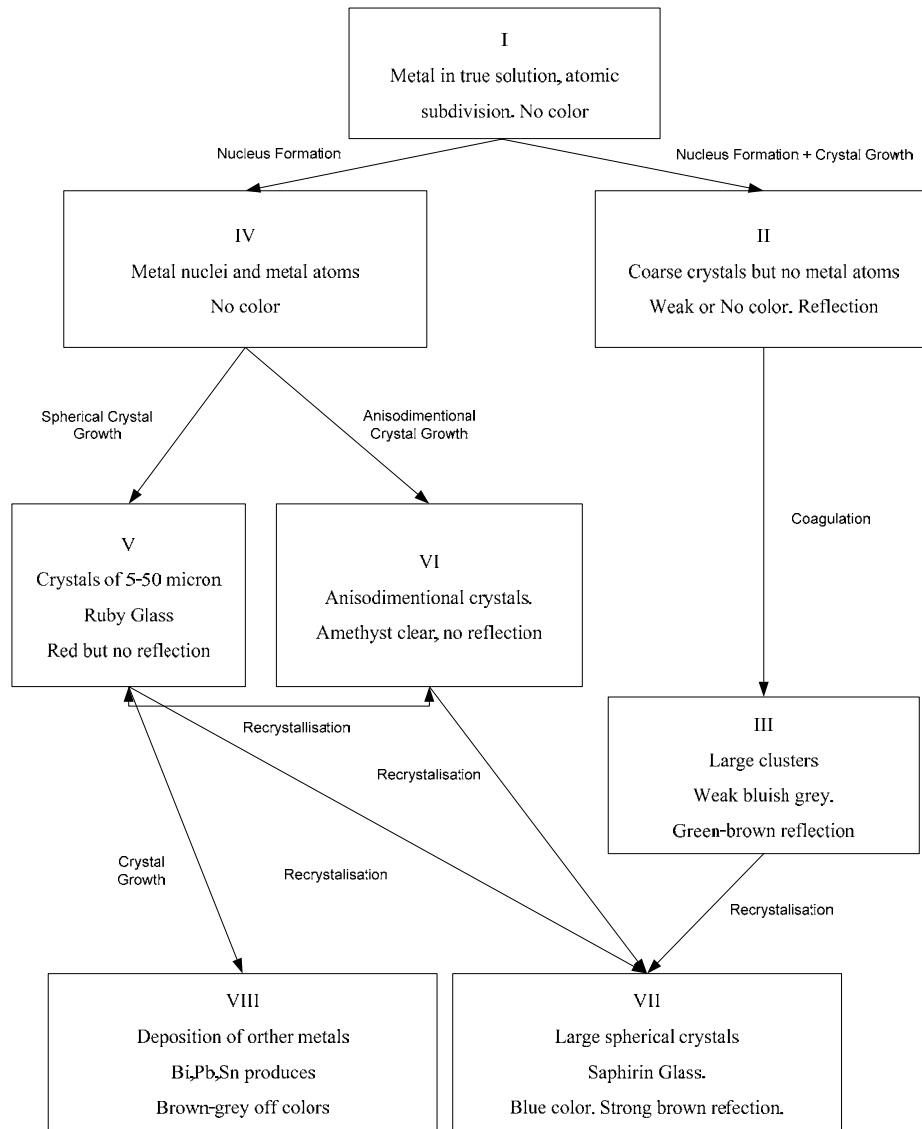 I
Metal in true solution, atomic
subdivision. No color
Nucleus Formation
Nucleus Formation + Crystal Growth
IV
Metal nuclei and metal atoms
No color
II
Coarse crystals but no metal atoms
Weak or No color. Reflection
Spherical Crystal
Growth
Anisodimentional
Crystal Growth
Coagulation
V
Crystals of 5-50 micron
Ruby Glass
Red but no reflection
VI
Anisodimentional crystals.
Amethyst clear, no reflection
Recrystallisation
Recrystalisation
III
Large clusters
Weak bluish grey.
Green-brown reflection
Crystal
Growth
Recrystalisation
Recrystalisation
VIII
Deposition of orther metals
Bi,Pb,Sn produces
Brown-grey off colors
VII
Large spherical crystals
Saphirin Glass.
Blue color. Strong brown refection.